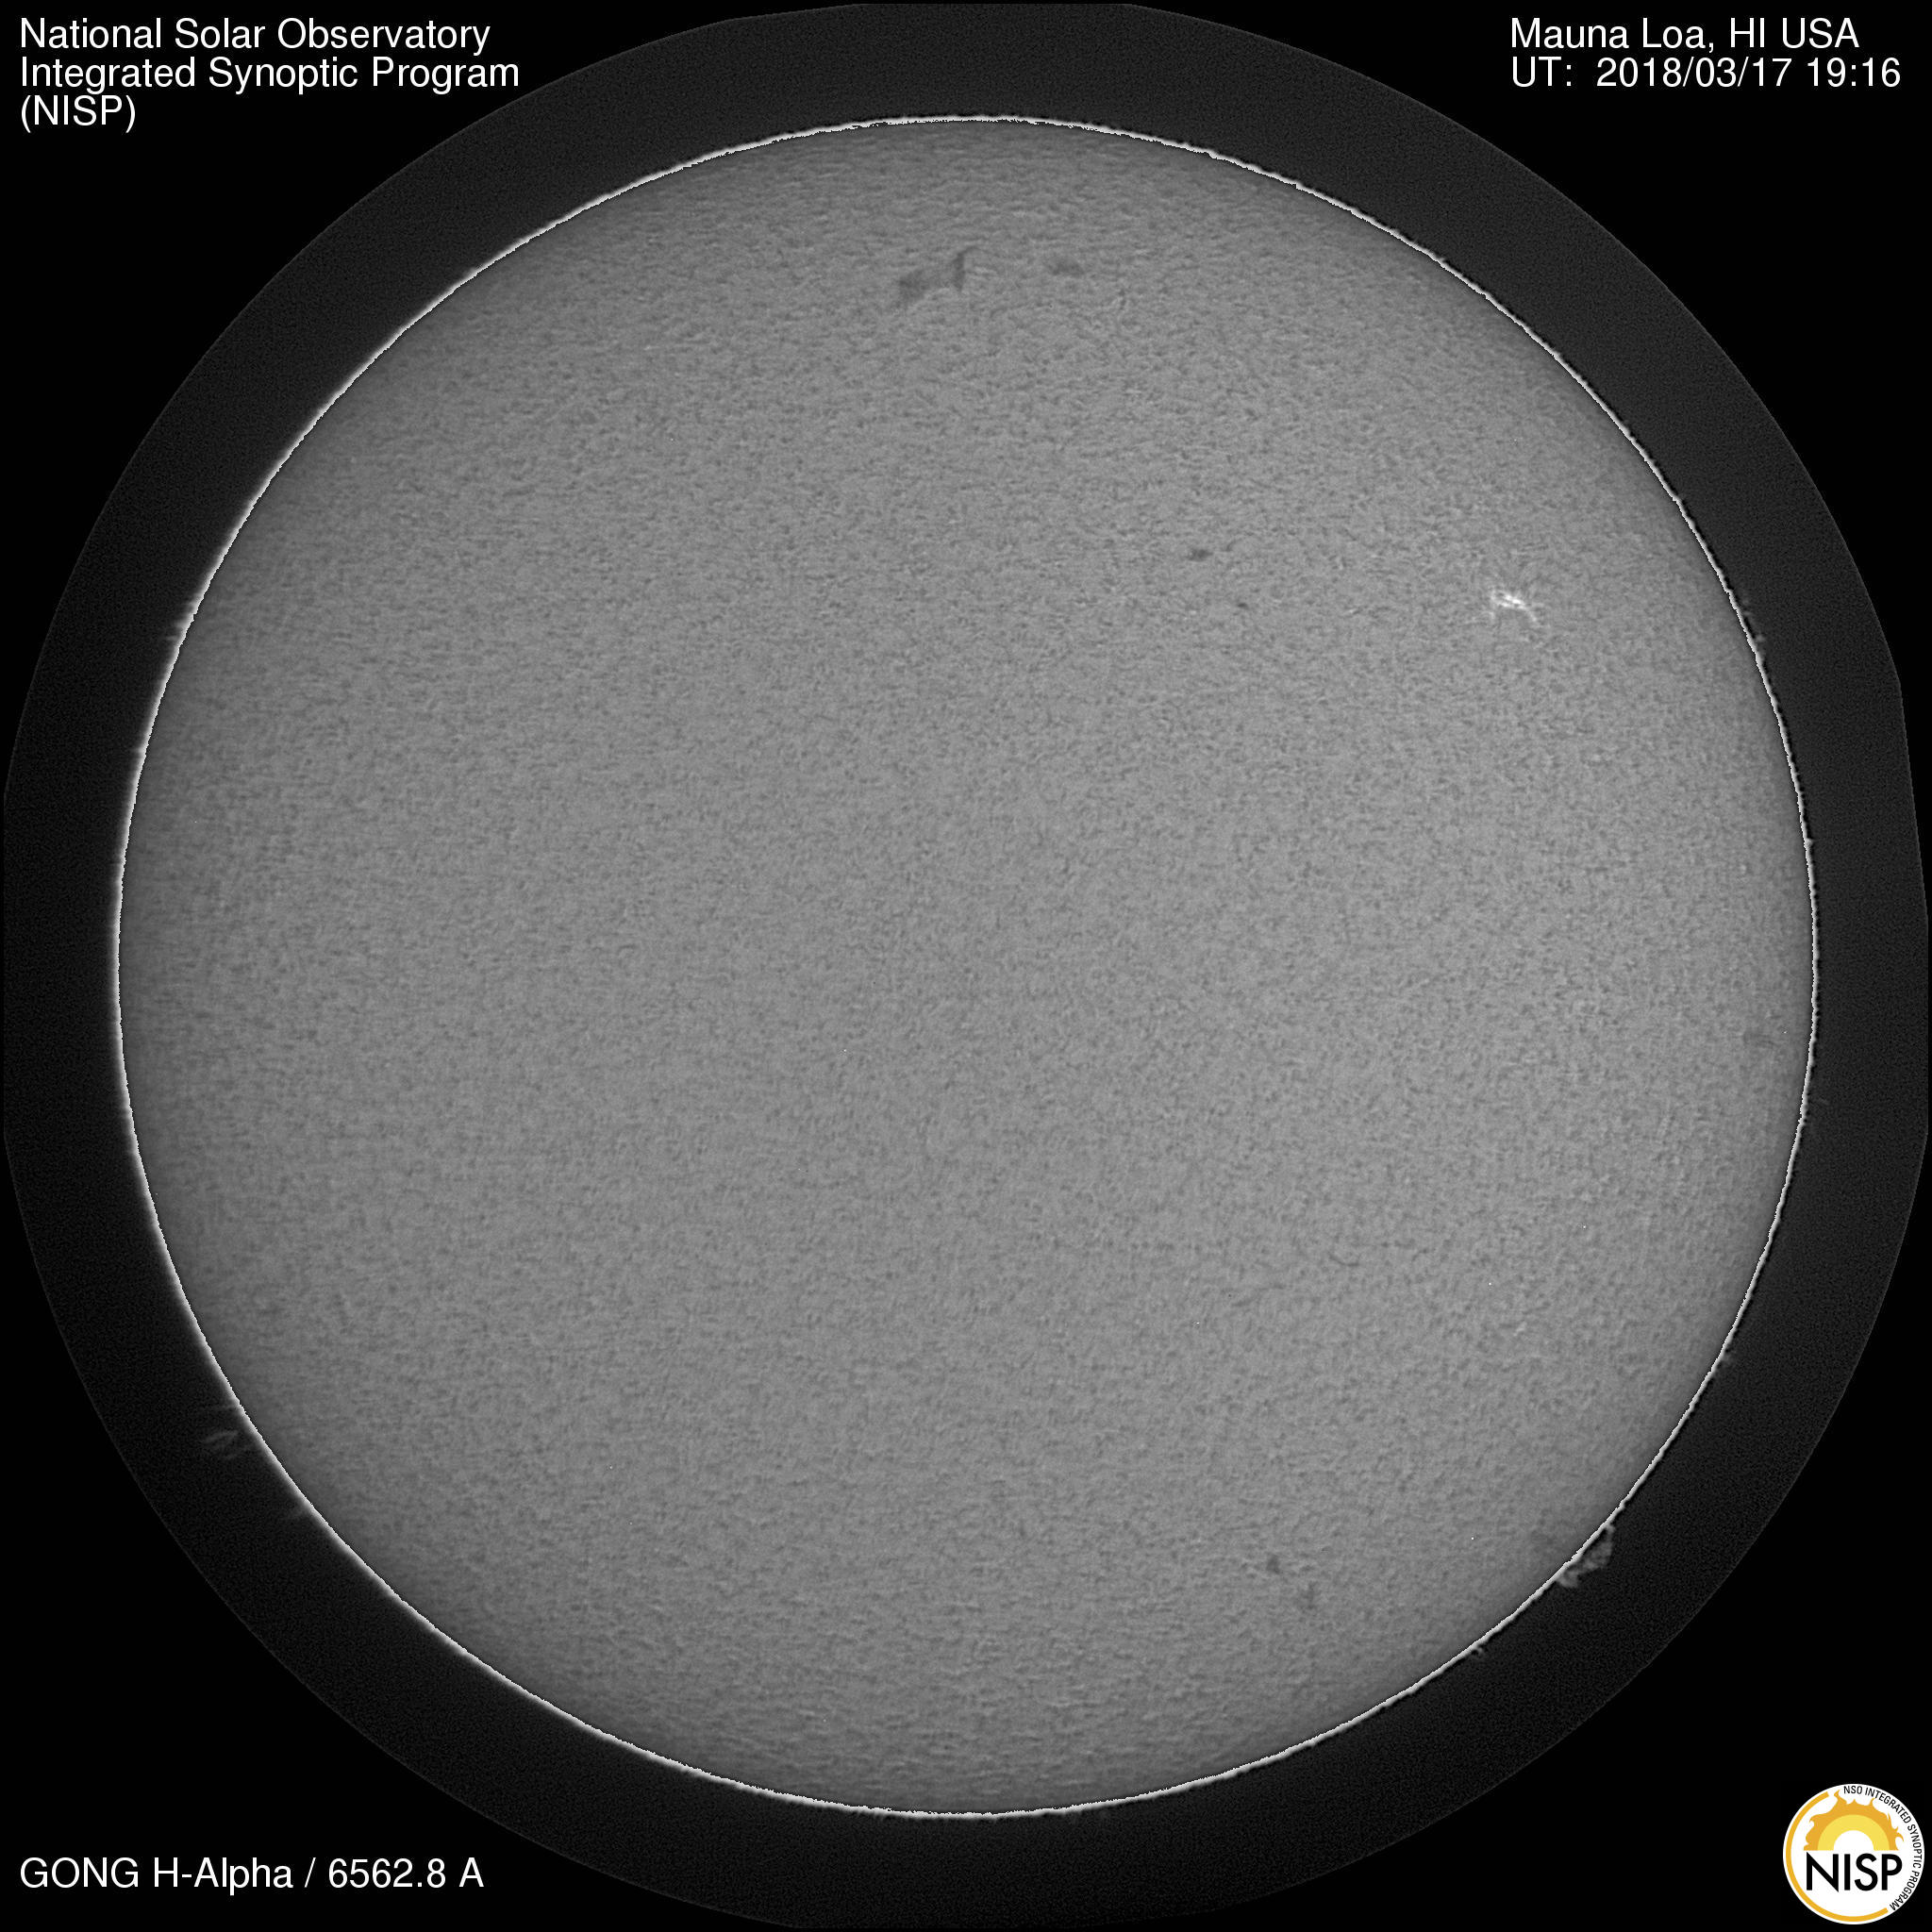 National Solar Observatory
Integrated Synoptic Program
(NISP)
Mauna Loa, HI USA
UT: 2018/03/17 19:16
GONG H-Alpha / 6562.8 A
NSO INTEGRATED SYNOPTIC PROGRAM
NISP